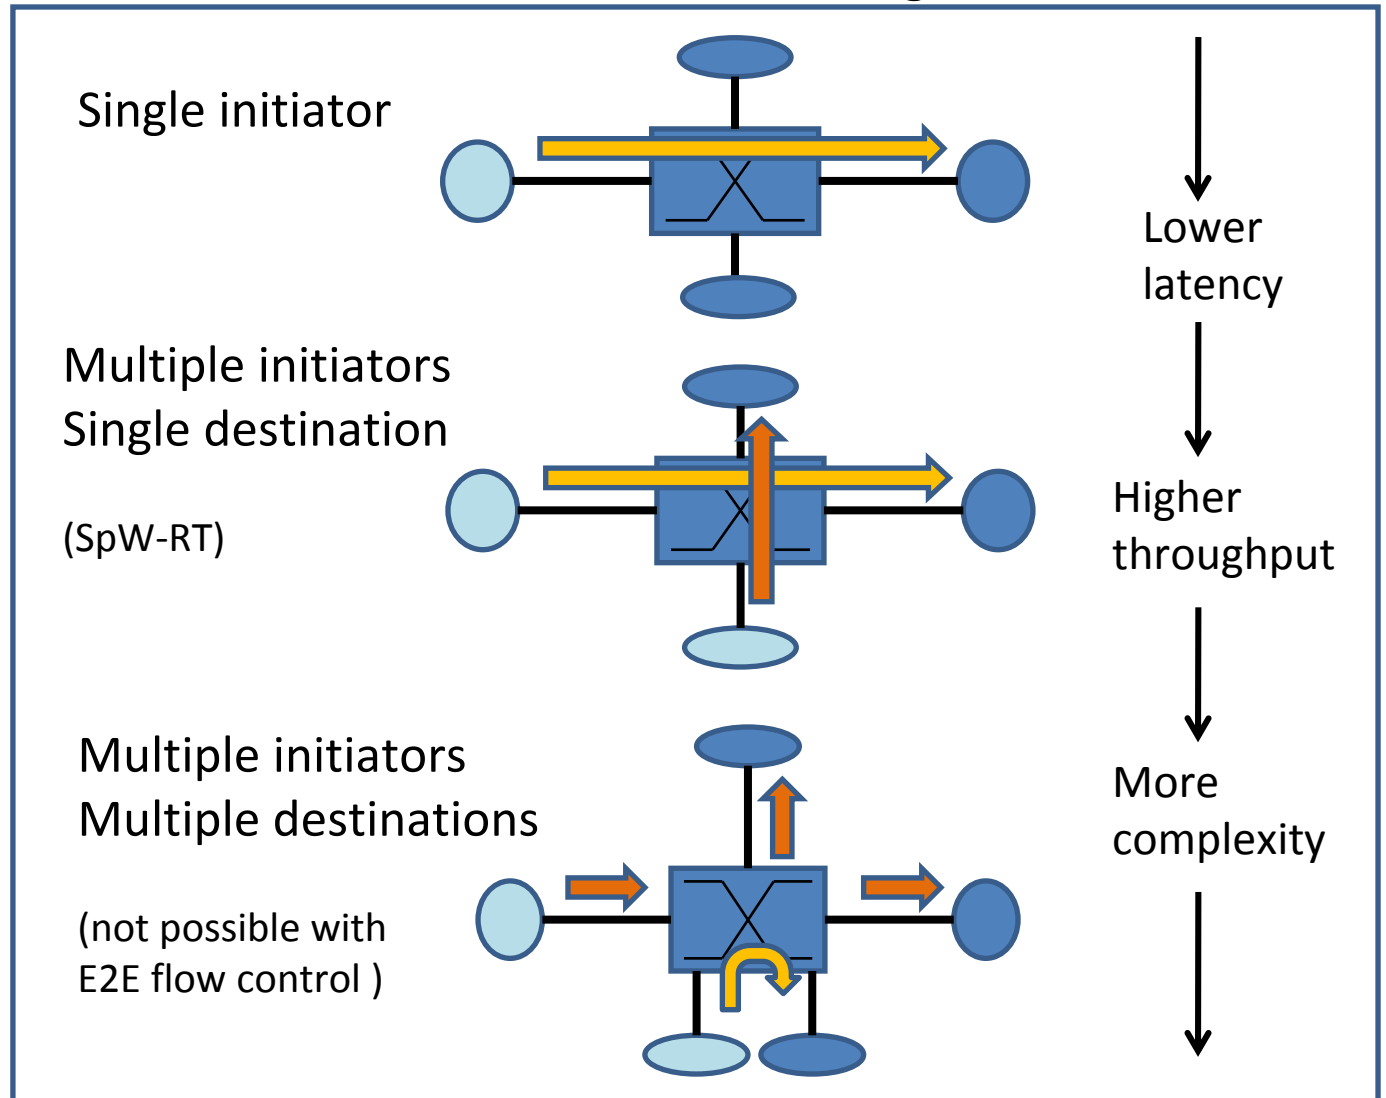 Single initiator
Lower
latency
Multiple initiators
Single destination
(SpW-RT)
Higher
throughput
Multiple initiators
Multiple destinations
(not possible with
E2E flow control )
More
complexity